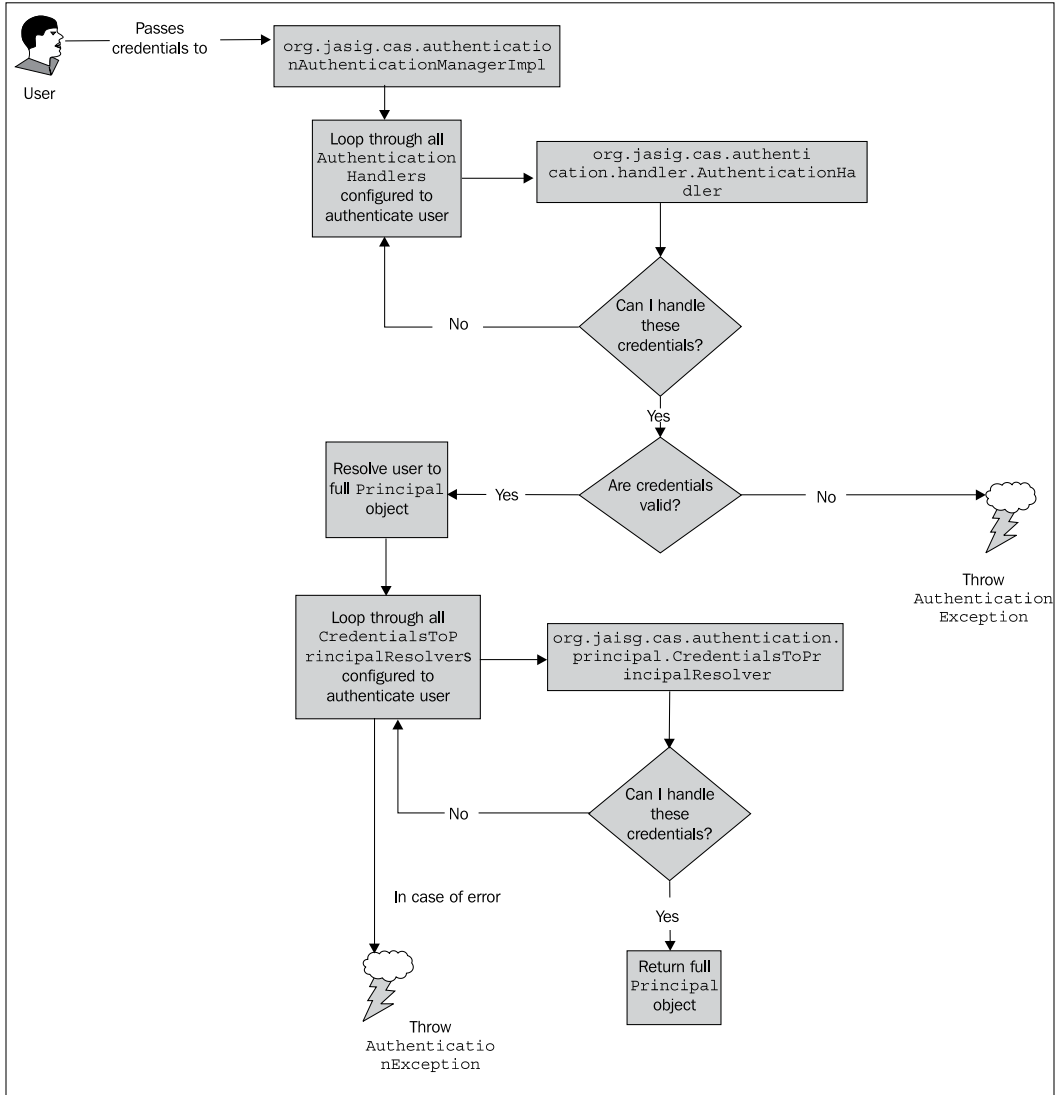 Passes
credentials to
User
org.jasig.cas.authenticatio
nAuthenticationManagerImpl
Loop through all
Authentication
Handlers
configured to
authenticate user
org.jasig.cas.authenti
cation.handler.AuthenticationHa
dler
Can I handle
these
credentials?
No
Yes
Are credentials
valid?
Yes
No
Resolve user to
full Principal
object
Throw
Authentication
Exception
Loop through all
CredentialsToP
rincipalResolvers
configured to
authenticate user
org.jaisg.cas.authentication.
principal.CredentialsToPr
incipalResolver
Can I handle
these
credentials?
No
In case of error
Yes
Return full
Principal
object
Throw
Authenticatio
nException